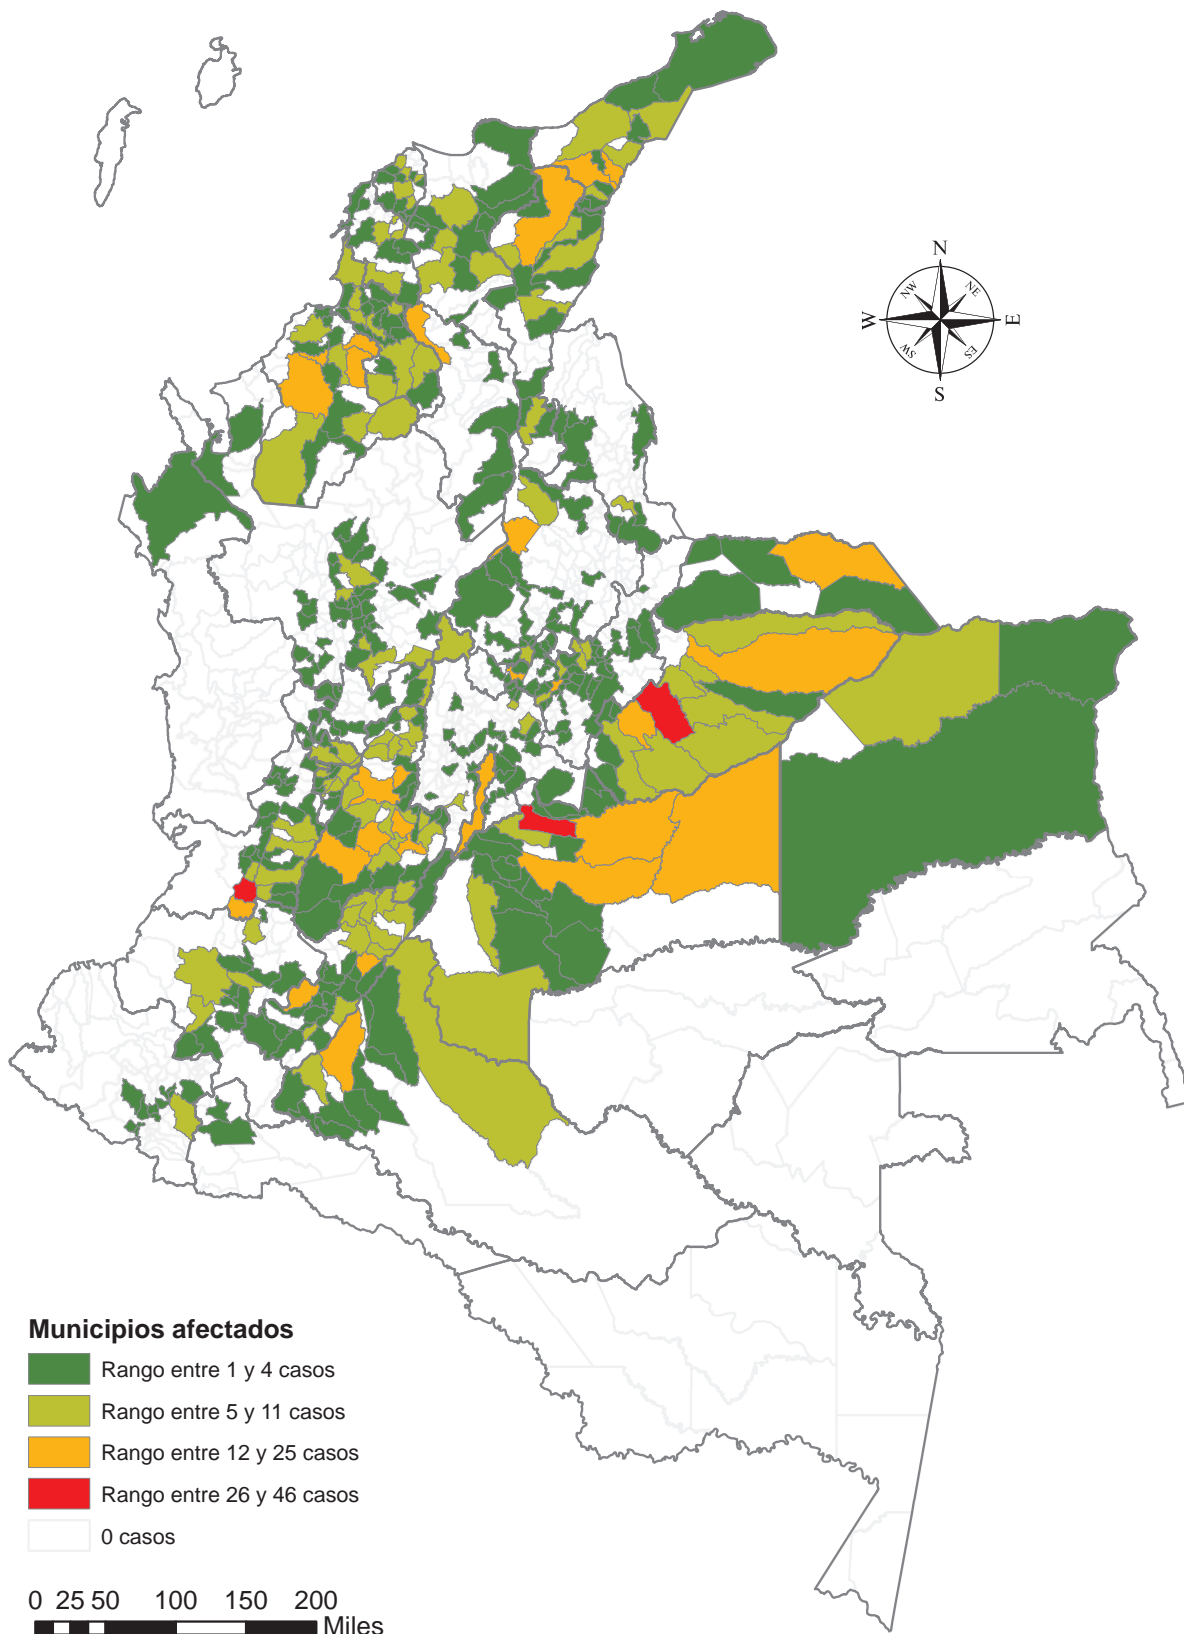 N
NW
NE
W
E
SW
ES
S
Municipios afectados
Rango entre 1 y 4 casos
Rango entre 5 y 11 casos
Rango entre 12 y 25 casos
Rango entre 26 y 46 casos
0 casos
0 25 50 100 150 200
Miles